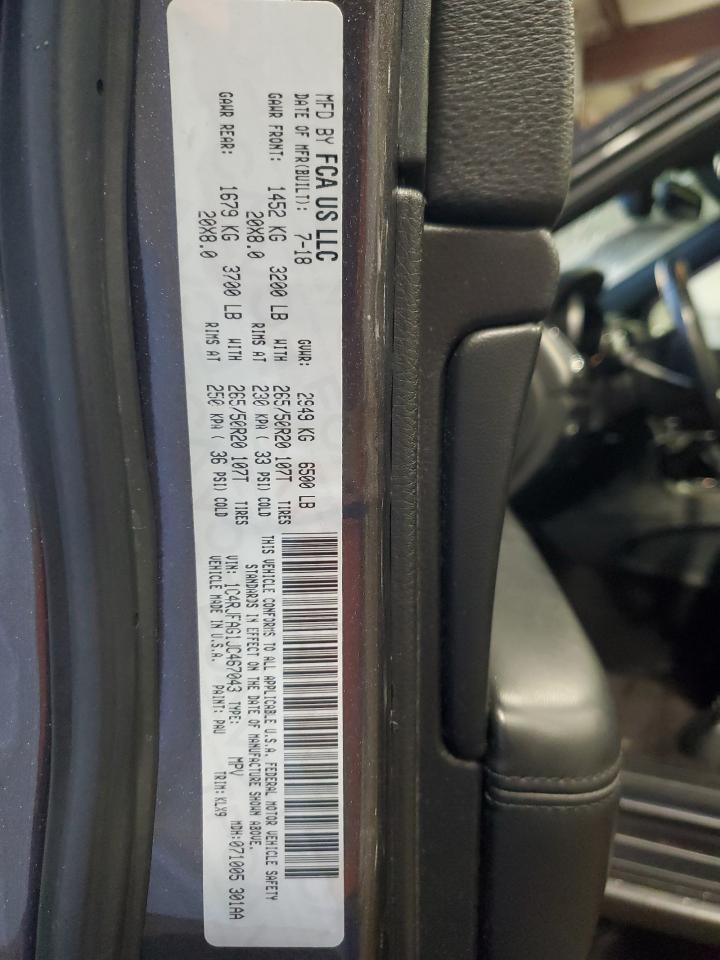 MFD BY FCA US LLC
DATE OF MFR(BUILT): 7-18 GVWR: 2949 KG 6500 LB
GAWR FRONT: 1452 KG 3200 LB WITH 265/50R20 107T TIRES
20X8.0 RIMS AT 230 KPA ( 33 PSI) COLD
GAWR REAR: 1679 KG 3700 LB WITH 265/50R20 107T TIRES
20X8.0 RIMS AT 250 KPA ( 36 PSI) COLD
THIS VEHICLE CONFORMS TO ALL APPLICABLE U.S.A. FEDERAL MOTOR VEHICLE SAFETY
STANDARDS IN EFFECT ON THE DATE OF MANUFACTURE SHOWN ABOVE.
VIN: 1C4RJFAG1JC467043 TYPE: MPV MDH:071005 301AA
VEHICLE MADE IN U.S.A. PAINT: PAU TRIM:KLX9